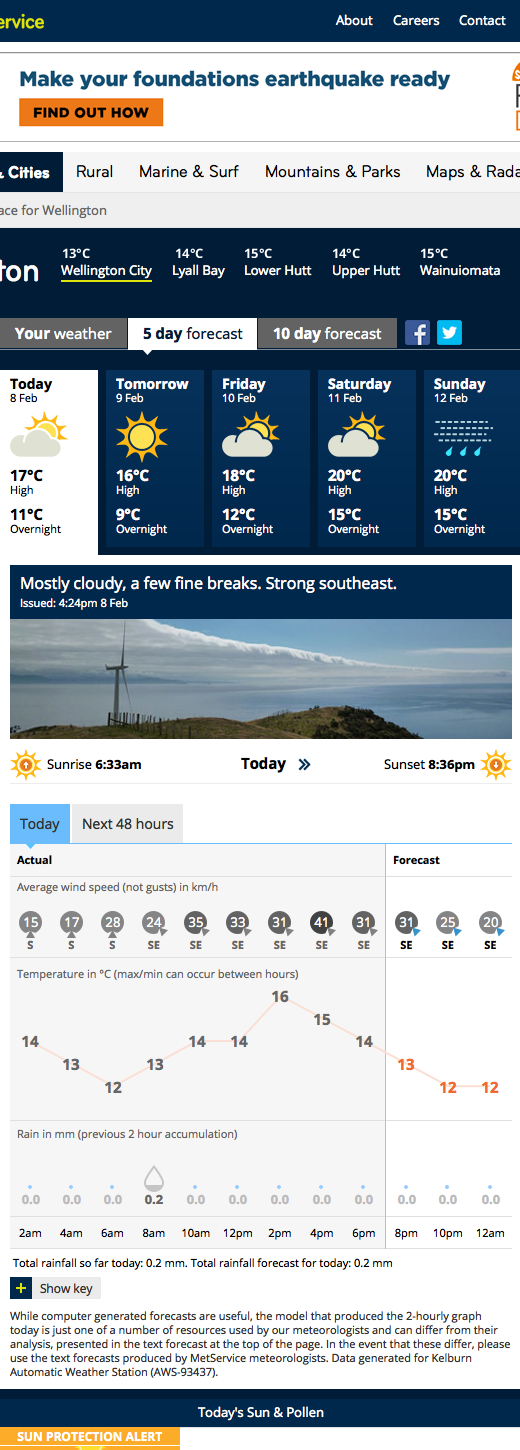 ervice
About Careers Contact
Make your foundations earthquake ready
FIND OUT HOW
& Cities Rural Marine & Surf Mountains & Parks Maps & Rada
ace for Wellington
ton
13°C 14°C 15°C 14°C 15°C
Wellington City Lyall Bay Lower Hutt Upper Hutt Wainuiomata
Your weather 5 day forecast 10 day forecast
Today Tomorrow Friday Saturday Sunday
8 Feb 9 Feb 10 Feb 11 Feb 12 Feb
17°C 16°C 18°C 20°C 20°C
High High High High High
11°C 9°C 12°C 15°C 15°C
Overnight Overnight Overnight Overnight Overnight
Mostly cloudy, a few fine breaks. Strong southeast.
Issued: 4:24pm 8 Feb
Sunrise 6:33am Today » Sunset 8:36pm
Today Next 48 hours
Actual Forecast
Average wind speed (not gusts) in km/h
15 17 28 24 35 33 31 41 31 31 25 20
S S S SE SE SE SE SE SE SE SE SE
Temperature in °C (max/min can occur between hours)
14 13 12 13 14 14 16 15 14 13 12 12
Rain in mm (previous 2 hour accumulation)
0.0 0.0 0.0 0.2 0.0 0.0 0.0 0.0 0.0 0.0 0.0 0.0
2am 4am 6am 8am 10am 12pm 2pm 4pm 6pm 8pm 10pm 12am
Total rainfall so far today: 0.2 mm. Total rainfall forecast for today: 0.2 mm
+ Show key
While computer generated forecasts are useful, the model that produced the 2-hourly graph
today is just one of a number of resources used by our meteorologists and can differ from their
analysis, presented in the text forecast at the top of the page. In the event that these differ, please
use the text forecasts produced by MetService meteorologists. Data generated for Kelburn
Automatic Weather Station (AWS-93437).
Today's Sun & Pollen
SUN PROTECTION ALERT